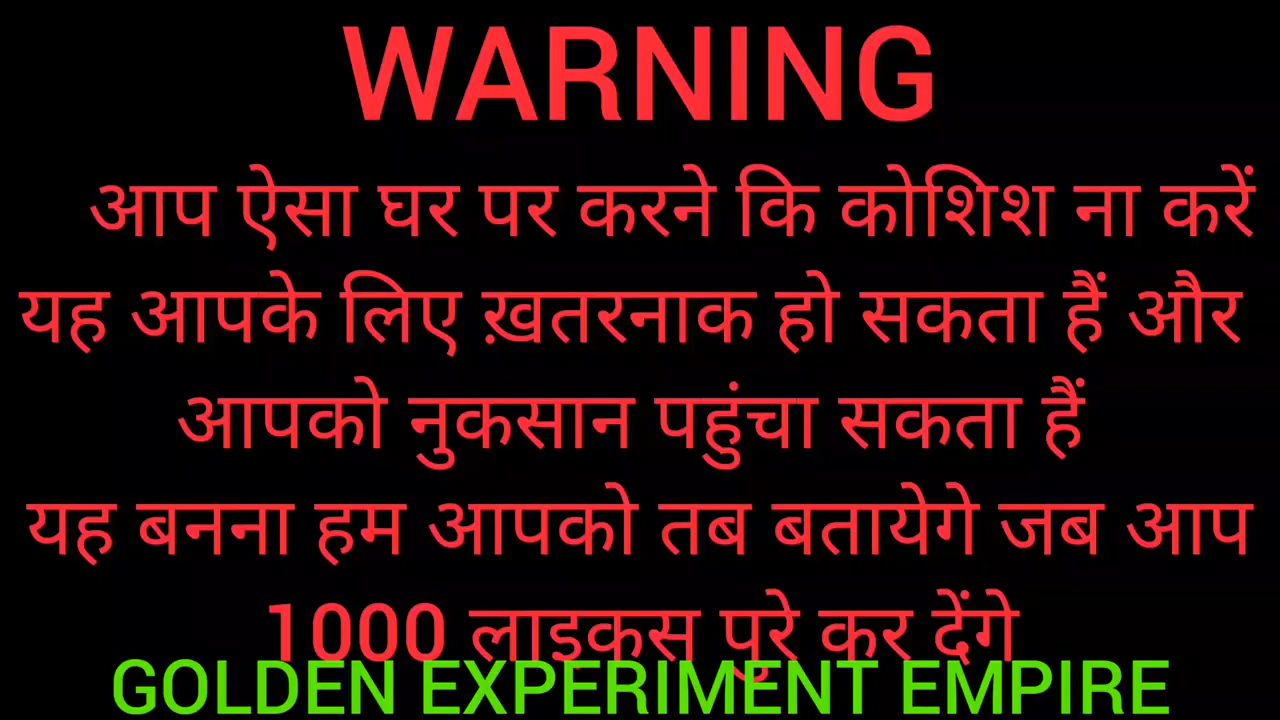 WARNING
आप ऐसा घर पर करने कि कोशिश ना करें
यह आपके लिए ख़तरनाक हो सकता हैं और
आपको नुकसान पहुंचा सकता हैं
यह बनना हम आपको तब बतायेगे जब आप
1000 लाइकस पुरे कर देंगे
GOLDEN EXPERIMENT EMPIRE